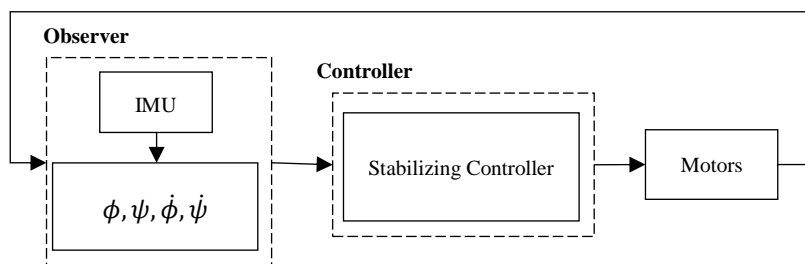 Observer
Controller
IMU
Stabilizing Controller
Motors
ϕ, ψ, ϕ̇, ψ̇